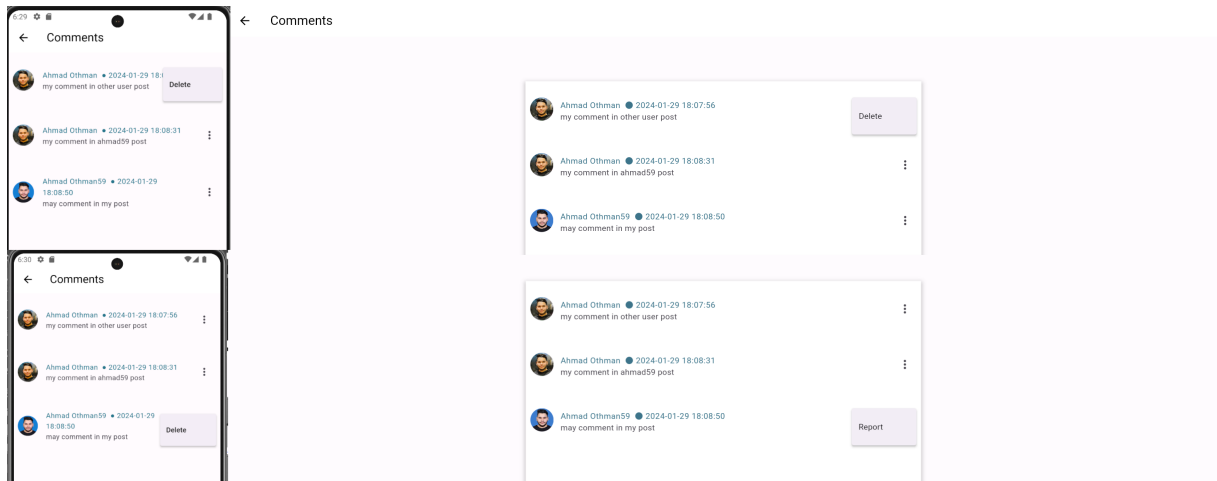 6:29
Comments
Ahmad Othman ● 2024-01-29 18:0
my comment in other user post
Delete
Ahmad Othman ● 2024-01-29 18:08:31
my comment in ahmad59 post
Ahmad Othman59 ● 2024-01-29
18:08:50
may comment in my post
6:30
Comments
Ahmad Othman ● 2024-01-29 18:07:56
my comment in other user post
Ahmad Othman ● 2024-01-29 18:08:31
my comment in ahmad59 post
Ahmad Othman59 ● 2024-01-29
18:08:50
may comment in my post
Delete
Comments
Ahmad Othman ● 2024-01-29 18:07:56
my comment in other user post
Delete
Ahmad Othman ● 2024-01-29 18:08:31
my comment in ahmad59 post
Ahmad Othman59 ● 2024-01-29 18:08:50
may comment in my post
Ahmad Othman ● 2024-01-29 18:07:56
my comment in other user post
Ahmad Othman ● 2024-01-29 18:08:31
my comment in ahmad59 post
Ahmad Othman59 ● 2024-01-29 18:08:50
may comment in my post
Report